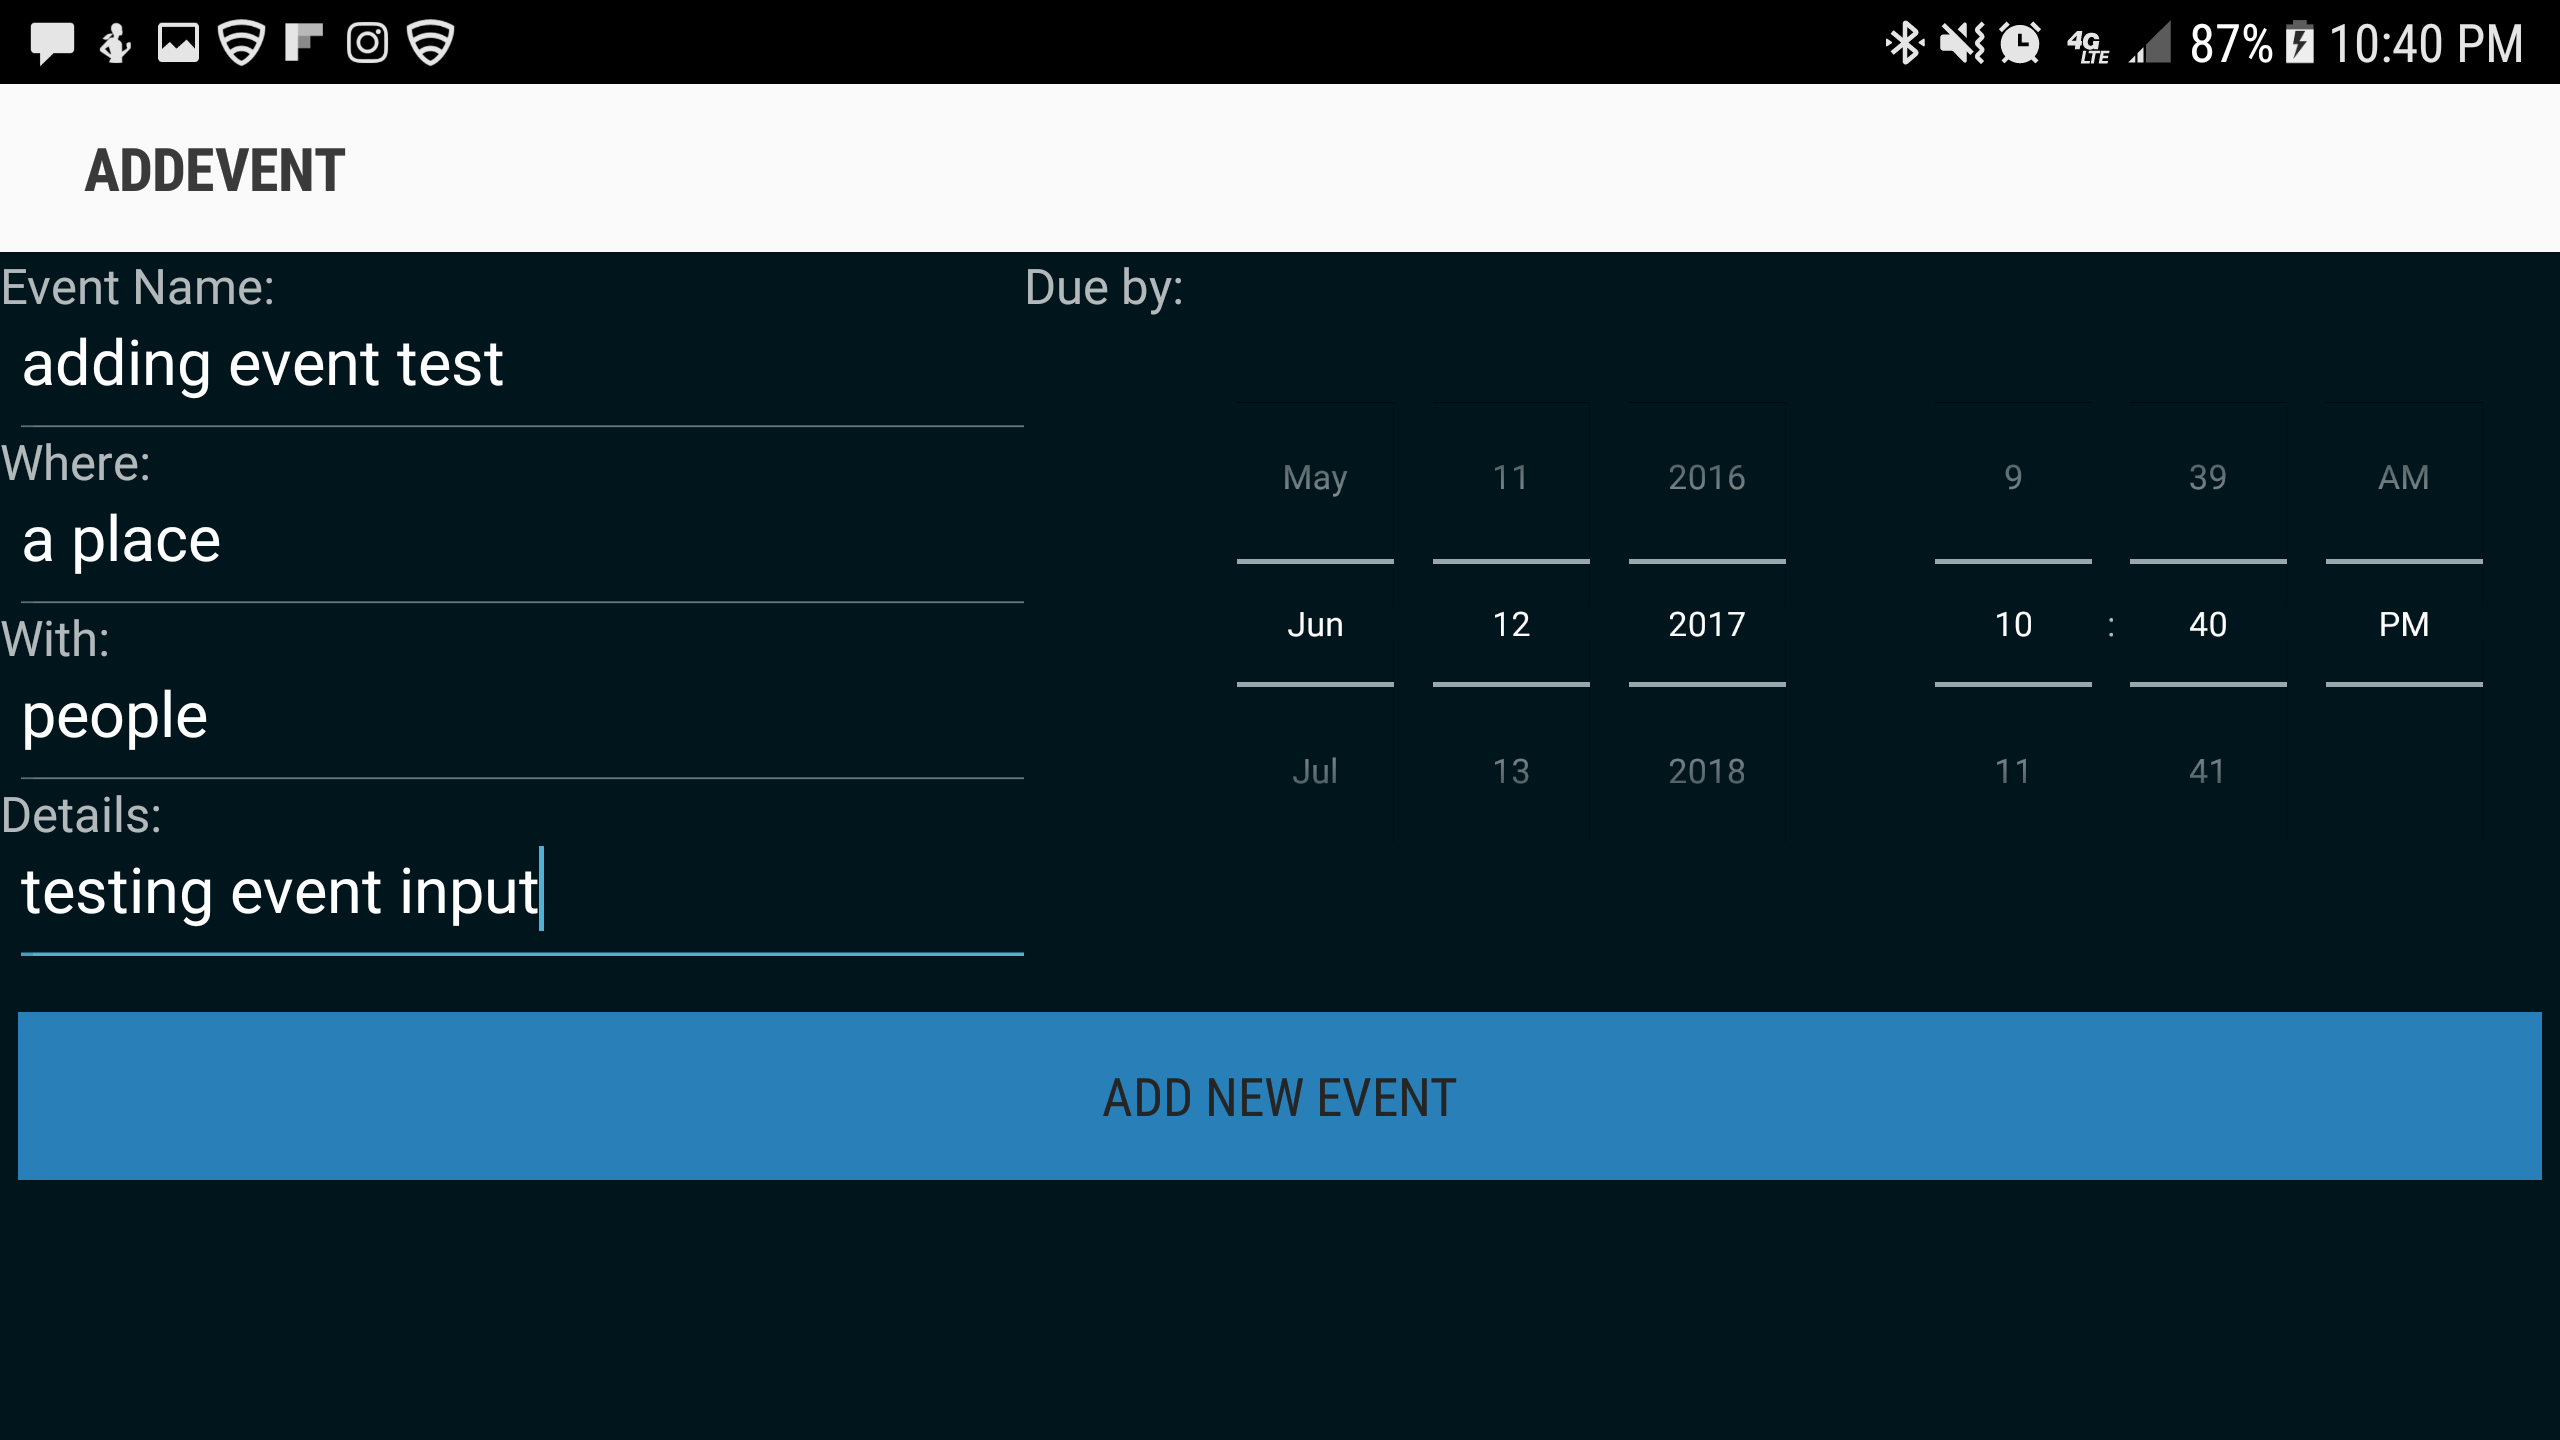 4G LTE 87% 10:40 PM
ADDEVENT
Event Name:
adding event test
Where:
a place
With:
people
Details:
testing event input
Due by:
May 11 2016 9 39 AM
Jun 12 2017 10 : 40 PM
Jul 13 2018 11 41
ADD NEW EVENT